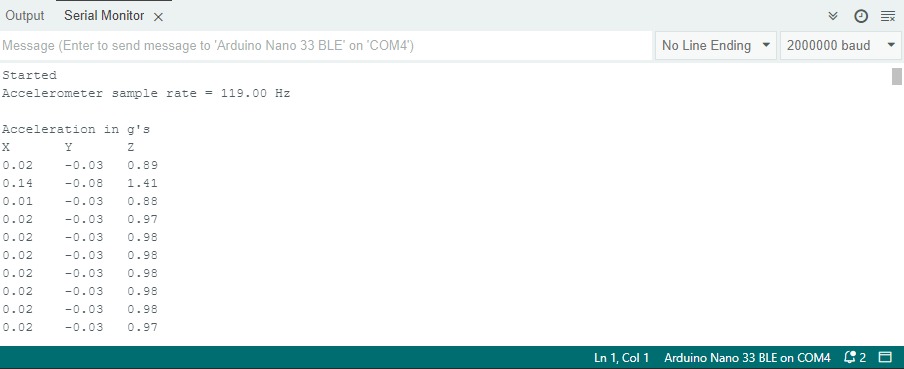 Output Serial Monitor
Message (Enter to send message to 'Arduino Nano 33 BLE' on 'COM4') No Line Ending 2000000 baud
Started
Accelerometer sample rate = 119.00 Hz
Acceleration in g's
X Y Z
0.02 -0.03 0.89
0.14 -0.08 1.41
0.01 -0.03 0.88
0.02 -0.03 0.97
0.02 -0.03 0.98
0.02 -0.03 0.98
0.02 -0.03 0.98
0.02 -0.03 0.98
0.02 -0.03 0.98
0.02 -0.03 0.97
Ln 1, Col 1 Arduino Nano 33 BLE on COM4 2